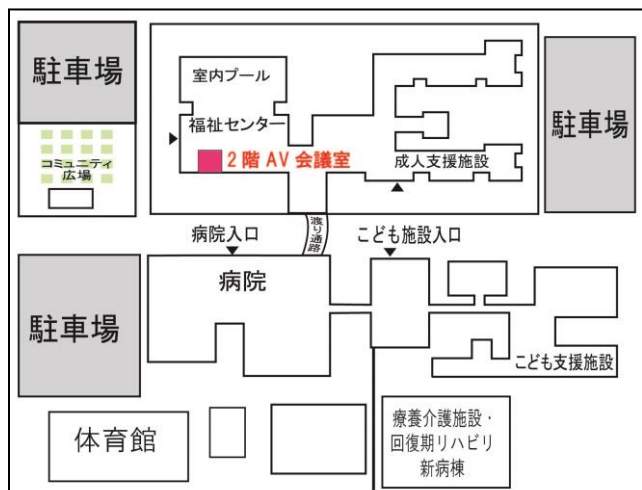 駐車場
コミュニティ
広場
室内プール
福祉センター
2階 AV 会議室
成人支援施設
駐車場
渡り通路
病院入口
こども施設入口
駐車場
病院
こども支援施設
体育館
療養介護施設・
回復期リハビリ
新病棟